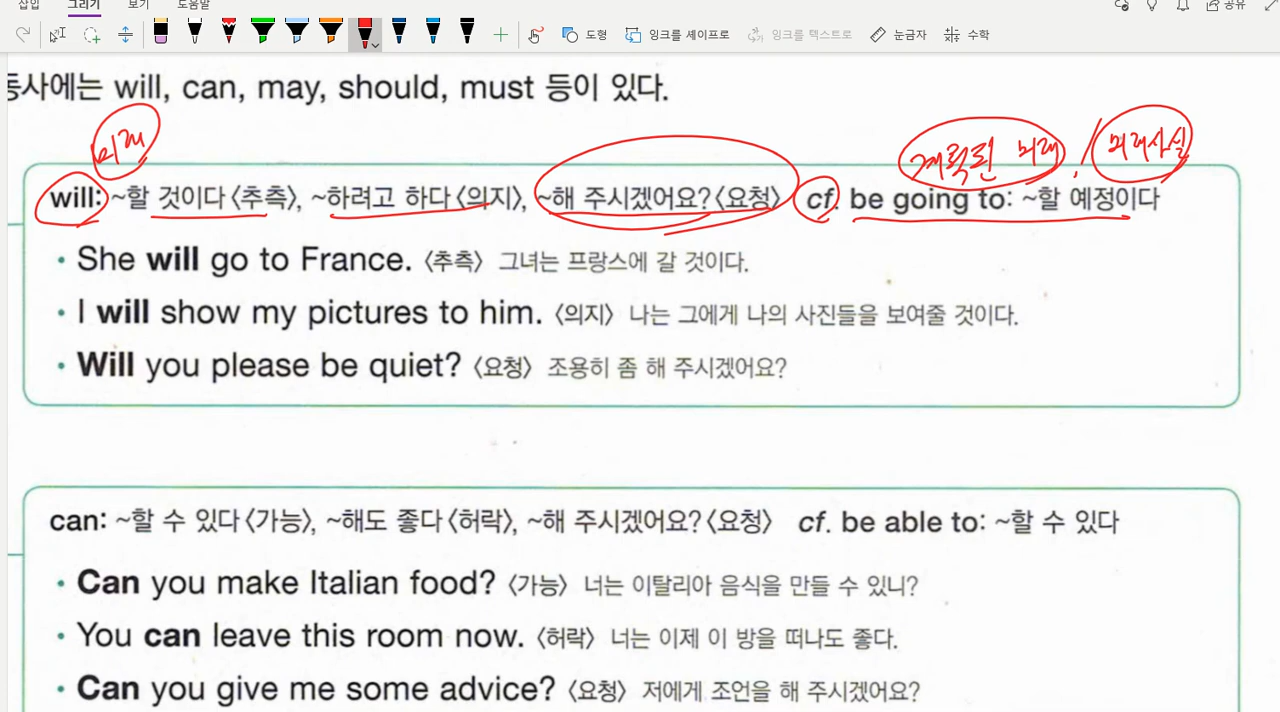 삽입 그리기 보기 도움말 공유
도형 잉크를 셰이프로 잉크를 텍스트로 눈금자 수학
동사에는 will, can, may, should, must 등이 있다.
미래 계획된 미래 / 미래사실
will: ~할 것이다〈추측〉, ~하려고 하다〈의지〉, ~해 주시겠어요?〈요청〉 cf. be going to: ~할 예정이다
• She will go to France. 〈추측〉 그녀는 프랑스에 갈 것이다.
• I will show my pictures to him. 〈의지〉 나는 그에게 나의 사진들을 보여줄 것이다.
• Will you please be quiet? 〈요청〉 조용히 좀 해 주시겠어요?
can: ~할 수 있다〈가능〉, ~해도 좋다〈허락〉, ~해 주시겠어요?〈요청〉 cf. be able to: ~할 수 있다
• Can you make Italian food? 〈가능〉 너는 이탈리아 음식을 만들 수 있니?
• You can leave this room now. 〈허락〉 너는 이제 이 방을 떠나도 좋다.
• Can you give me some advice? 〈요청〉 저에게 조언을 해 주시겠어요?